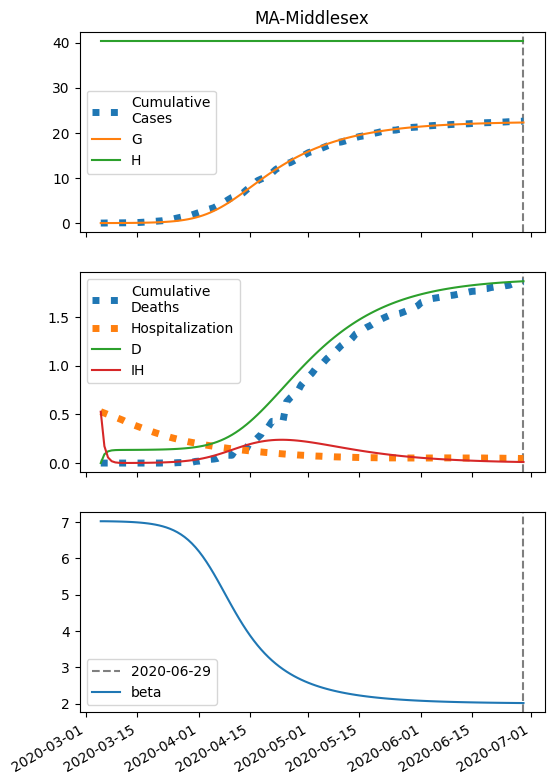 MA-Middlesex
40
30
20
10
0
Cumulative
Cases
G
H
1.5
1.0
0.5
0.0
Cumulative
Deaths
Hospitalization
D
IH
7
6
5
4
3
2
2020-06-29
beta
2020-03-01
2020-03-15
2020-04-01
2020-04-15
2020-05-01
2020-05-15
2020-06-01
2020-06-15
2020-07-01